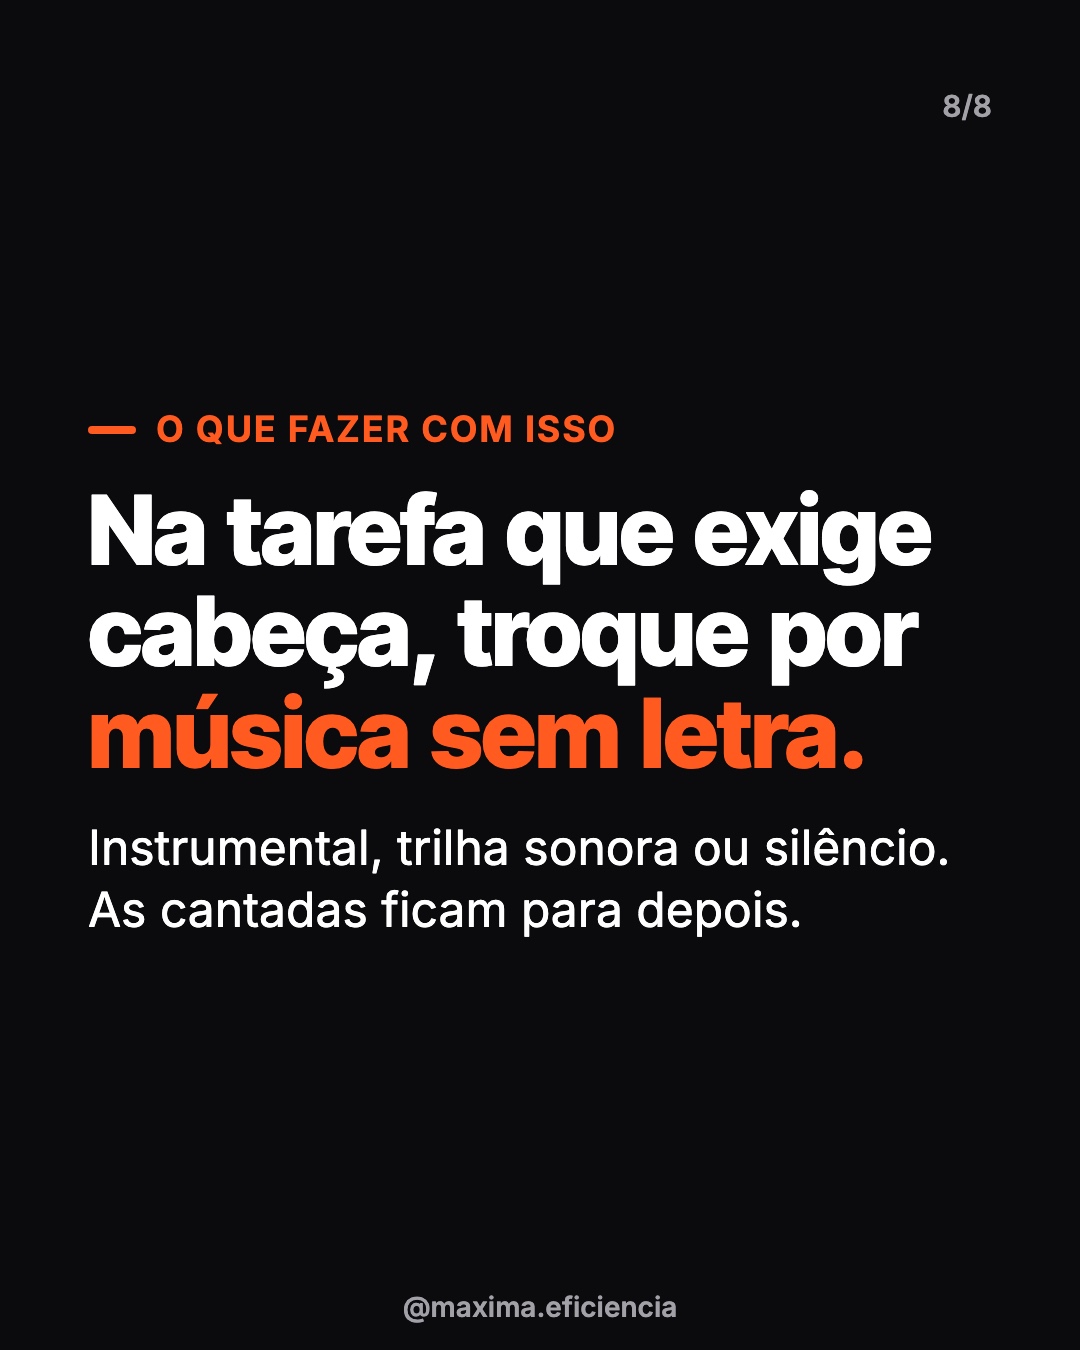 8/8
O QUE FAZER COM ISSO
Na tarefa que exige
cabeça, troque por
música sem letra.
Instrumental, trilha sonora ou silêncio.
As cantadas ficam para depois.
@maxima.eficiencia